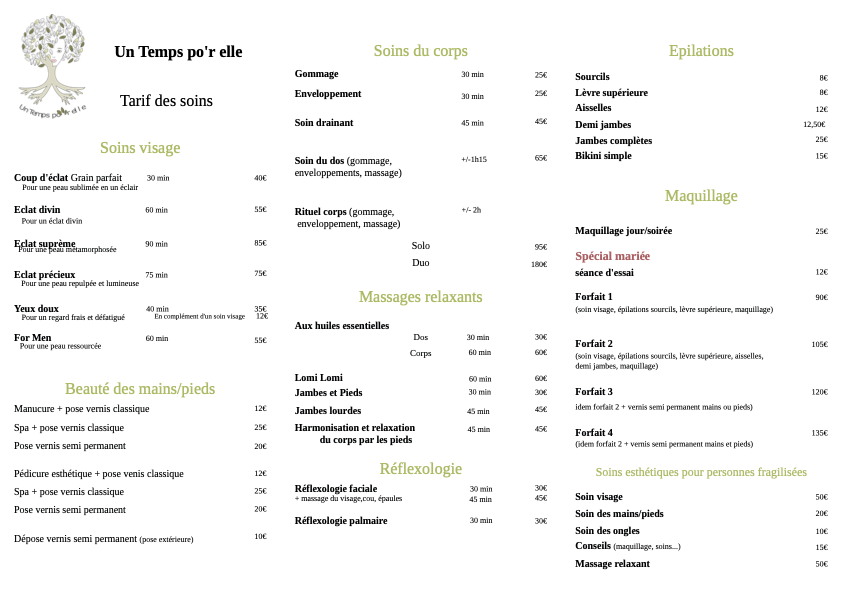 Un Temps po'r elle
Un Temps po'r elle
Tarif des soins
Soins visage
Coup d'éclat Grain parfait 30 min 40€
Pour une peau sublimée en un éclair
Eclat divin 60 min 55€
Pour un éclat divin
Eclat suprème 90 min 85€
Pour une peau métamorphosée
Eclat précieux 75 min 75€
Pour une peau repulpée et lumineuse
Yeux doux 40 min 35€
Pour un regard frais et défatigué En complément d'un soin visage 12€
For Men 60 min 55€
Pour une peau ressourcée
Beauté des mains/pieds
Manucure + pose vernis classique 12€
Spa + pose vernis classique 25€
Pose vernis semi permanent 20€
Pédicure esthétique + pose venis classique 12€
Spa + pose vernis classique 25€
Pose vernis semi permanent 20€
Dépose vernis semi permanent (pose extérieure) 10€
Soins du corps
Gommage 30 min 25€
Enveloppement 30 min 25€
Soin drainant 45 min 45€
Soin du dos (gommage, +/-1h15 65€
enveloppements, massage)
Rituel corps (gommage, +/- 2h
enveloppement, massage)
Solo 95€
Duo 180€
Massages relaxants
Aux huiles essentielles
Dos 30 min 30€
Corps 60 min 60€
Lomi Lomi 60 min 60€
Jambes et Pieds 30 min 30€
Jambes lourdes 45 min 45€
Harmonisation et relaxation 45 min 45€
du corps par les pieds
Réflexologie
Réflexologie faciale 30 min 30€
+ massage du visage,cou, épaules 45 min 45€
Réflexologie palmaire 30 min 30€
Epilations
Sourcils 8€
Lèvre supérieure 8€
Aisselles 12€
Demi jambes 12,50€
Jambes complètes 25€
Bikini simple 15€
Maquillage
Maquillage jour/soirée 25€
Spécial mariée
séance d'essai 12€
Forfait 1 90€
(soin visage, épilations sourcils, lèvre supérieure, maquillage)
Forfait 2 105€
(soin visage, épilations sourcils, lèvre supérieure, aisselles,
demi jambes, maquillage)
Forfait 3 120€
idem forfait 2 + vernis semi permanent mains ou pieds)
Forfait 4 135€
(idem forfait 2 + vernis semi permanent mains et pieds)
Soins esthétiques pour personnes fragilisées
Soin visage 50€
Soin des mains/pieds 20€
Soin des ongles 10€
Conseils (maquillage, soins...) 15€
Massage relaxant 50€